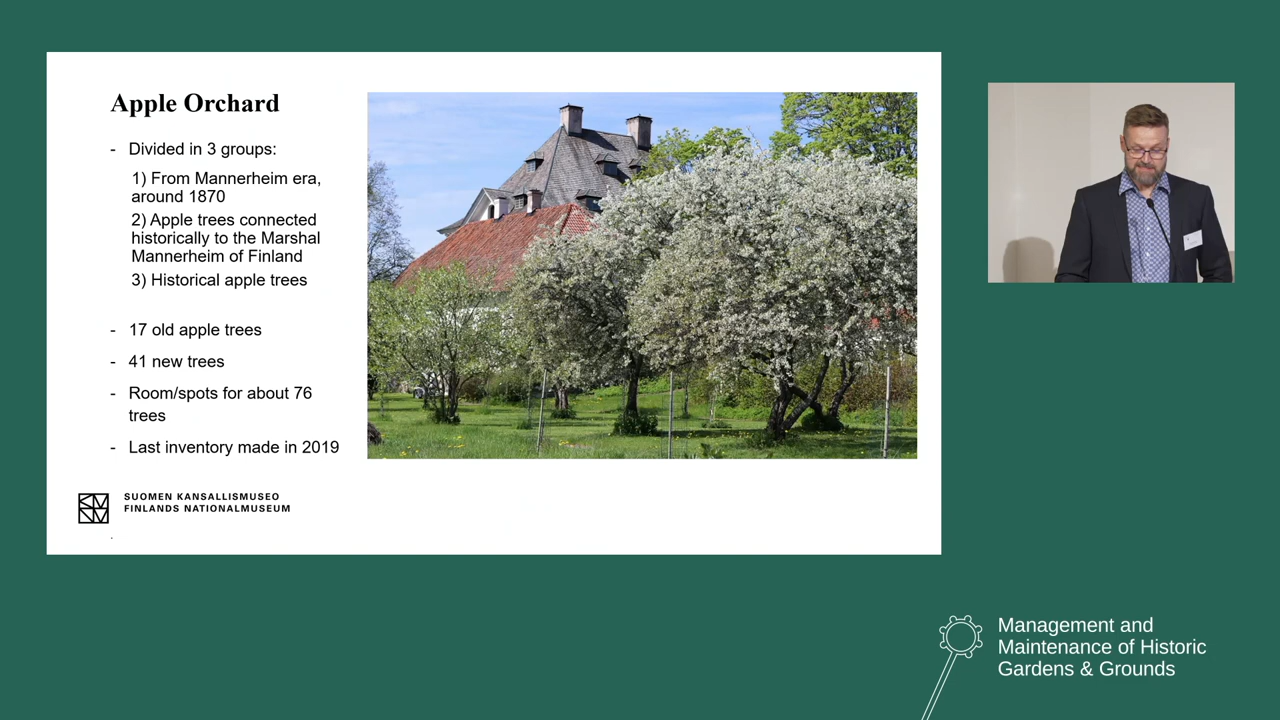 Apple Orchard
- Divided in 3 groups:
1) From Mannerheim era,
around 1870
2) Apple trees connected
historically to the Marshal
Mannerheim of Finland
3) Historical apple trees
- 17 old apple trees
- 41 new trees
- Room/spots for about 76
trees
- Last inventory made in 2019
SUOMEN KANSALLISMUSEO
FINLANDS NATIONALMUSEUM
.
Management and
Maintenance of Historic
Gardens & Grounds